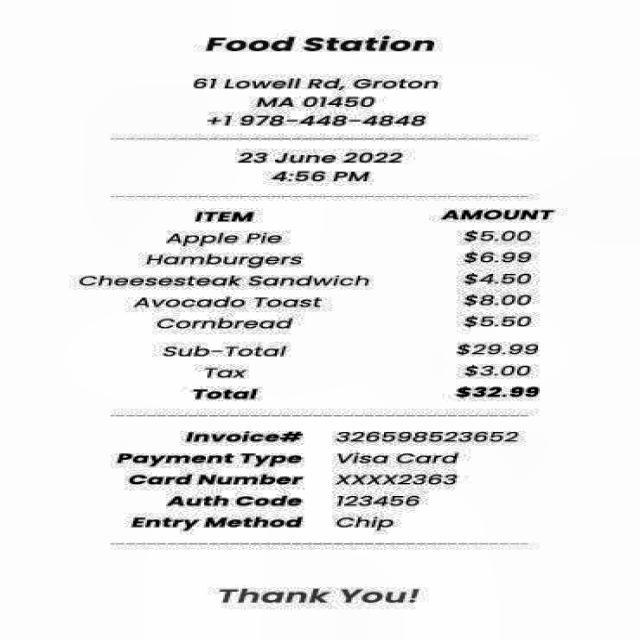 Food Station
61 Lowell Rd, Groton
MA 01450
+1 978-448-4848
23 June 2022
4:56 PM
ITEM AMOUNT
Apple Pie $5.00
Hamburgers $6.99
Cheesesteak Sandwich $4.50
Avocado Toast $8.00
Cornbread $5.50
Sub-Total $29.99
Tax $3.00
Total $32.99
Invoice# 326598523652
Payment Type Visa Card
Card Number XXXX2363
Auth Code 123456
Entry Method Chip
Thank You!